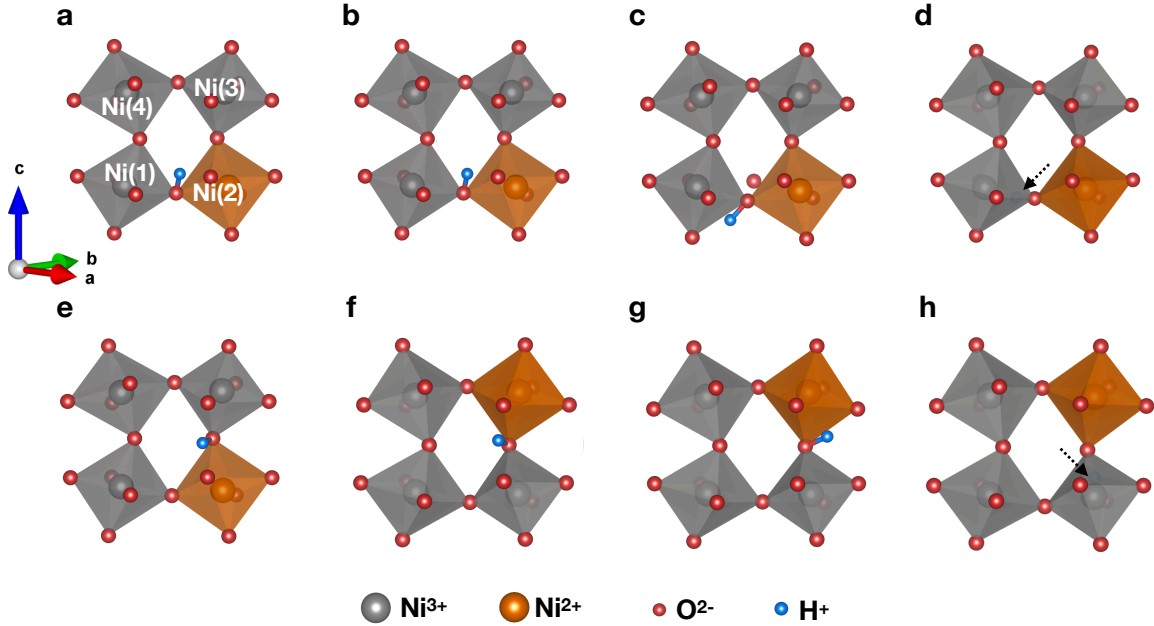 a
b
c
d
Ni(4)
Ni(3)
Ni(1)
Ni(2)
c
b
a
e
f
g
h
Ni³⁺
Ni²⁺
O²⁻
H⁺